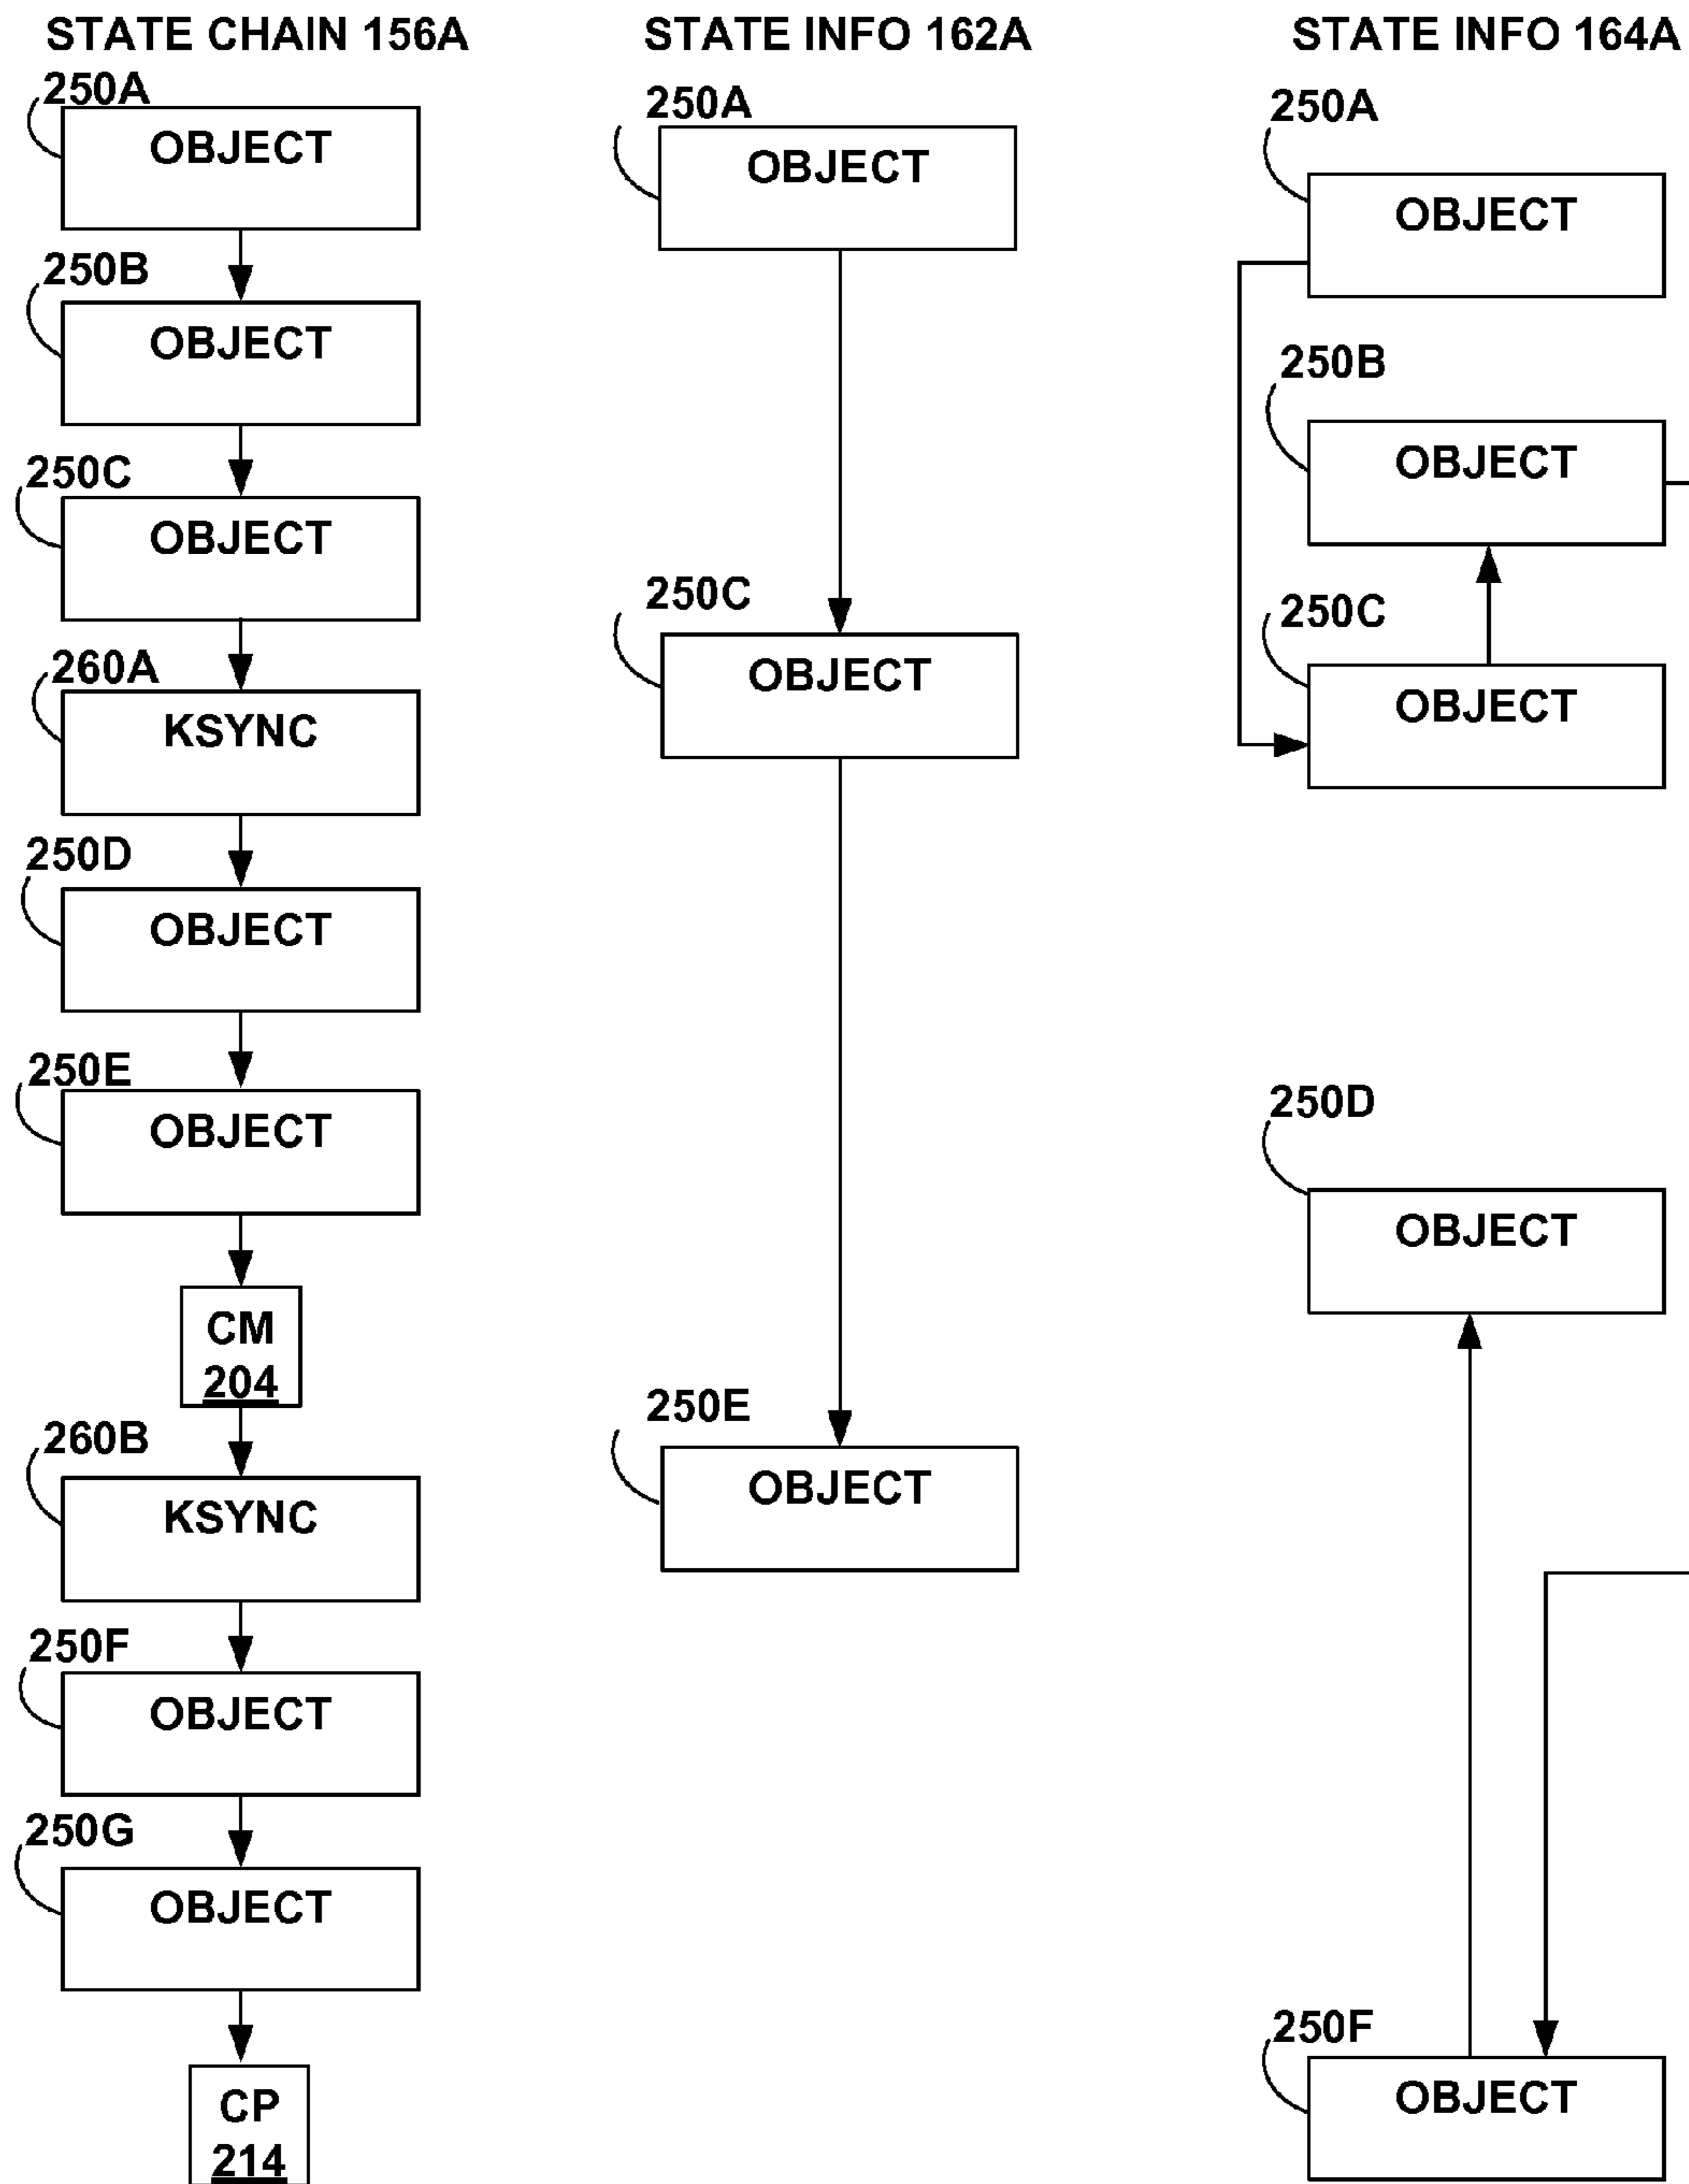 STATE CHAIN 156A
250A
OBJECT
250B
OBJECT
250C
OBJECT
260A
KSYNC
250D
OBJECT
250E
OBJECT
CM
204
260B
KSYNC
250F
OBJECT
250G
OBJECT
CP
214
STATE INFO 162A
250A
OBJECT
250C
OBJECT
250E
OBJECT
STATE INFO 164A
250A
OBJECT
250B
OBJECT
250C
OBJECT
250D
OBJECT
250F
OBJECT